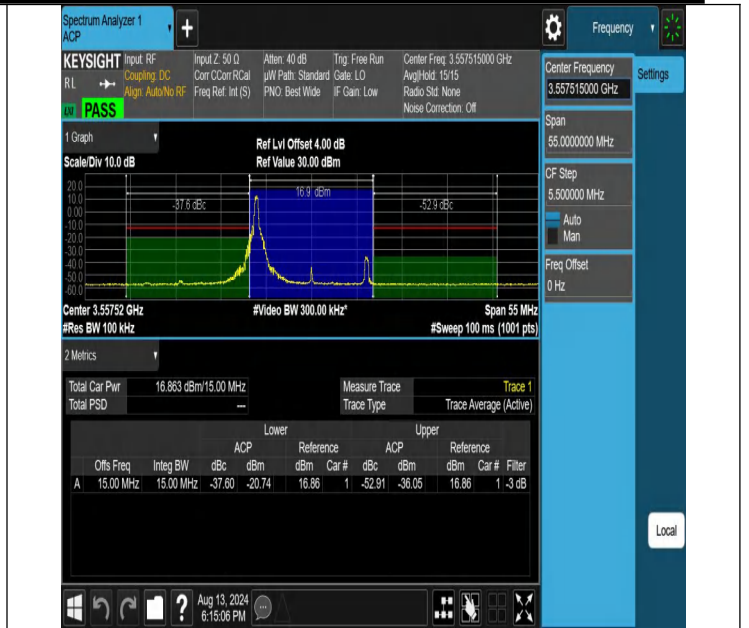 Spectrum Analyzer 1
ACP
+
Frequency
KEYSIGHT
RL
PASS
Input: RF
Coupling: DC
Align: Auto/No RF
Input Z: 50 Ω
Corr CCorr RCal
Freq Ref: Int (S)
Atten: 40 dB
µW Path: Standard
PNO: Best Wide
Trig: Free Run
Gate: LO
IF Gain: Low
Center Freq: 3.557515000 GHz
Avg|Hold: 15/15
Radio Std: None
Noise Correction: Off
Center Frequency
3.557515000 GHz
Settings
Span
55.0000000 MHz
CF Step
5.500000 MHz
Auto
Man
Freq Offset
0 Hz
1 Graph
Scale/Div 10.0 dB
Ref Lvl Offset 4.00 dB
Ref Value 30.00 dBm
20.0
10.0
0.00
-10.0
-20.0
-30.0
-40.0
-50.0
-60.0
-37.6 dBc
16.9 dBm
-52.9 dBc
Center 3.55752 GHz
#Video BW 300.00 kHz*
Span 55 MHz
#Res BW 100 kHz
#Sweep 100 ms (1001 pts)
2 Metrics
Total Car Pwr 16.863 dBm/15.00 MHz
Total PSD ---
Measure Trace Trace 1
Trace Type Trace Average (Active)
Lower Upper
ACP Reference ACP Reference
Offs Freq Integ BW dBc dBm dBm Car # dBc dBm dBm Car # Filter
A 15.00 MHz 15.00 MHz -37.60 -20.74 16.86 1 -52.91 -36.05 16.86 1 -3 dB
Local
?
Aug 13, 2024
6:15:06 PM